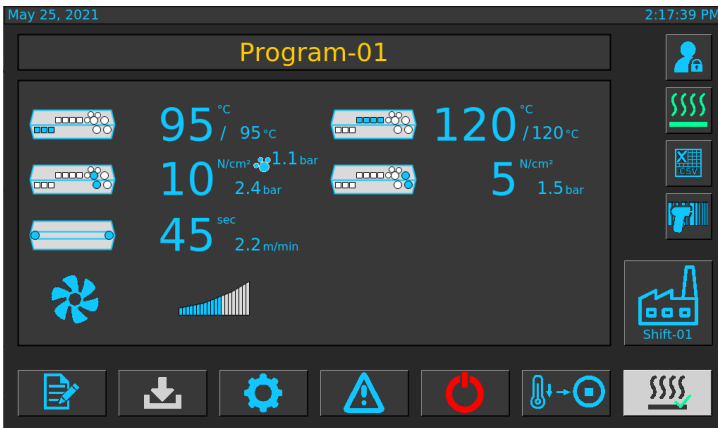 May 25, 2021 2:17:39 PM
Program-01
95 °C / 95 °C
120 °C / 120 °C
10 N/cm² 1.1 bar
2.4 bar
5 N/cm² 1.5 bar
45 sec 2.2 m/min
CSV
Shift-01